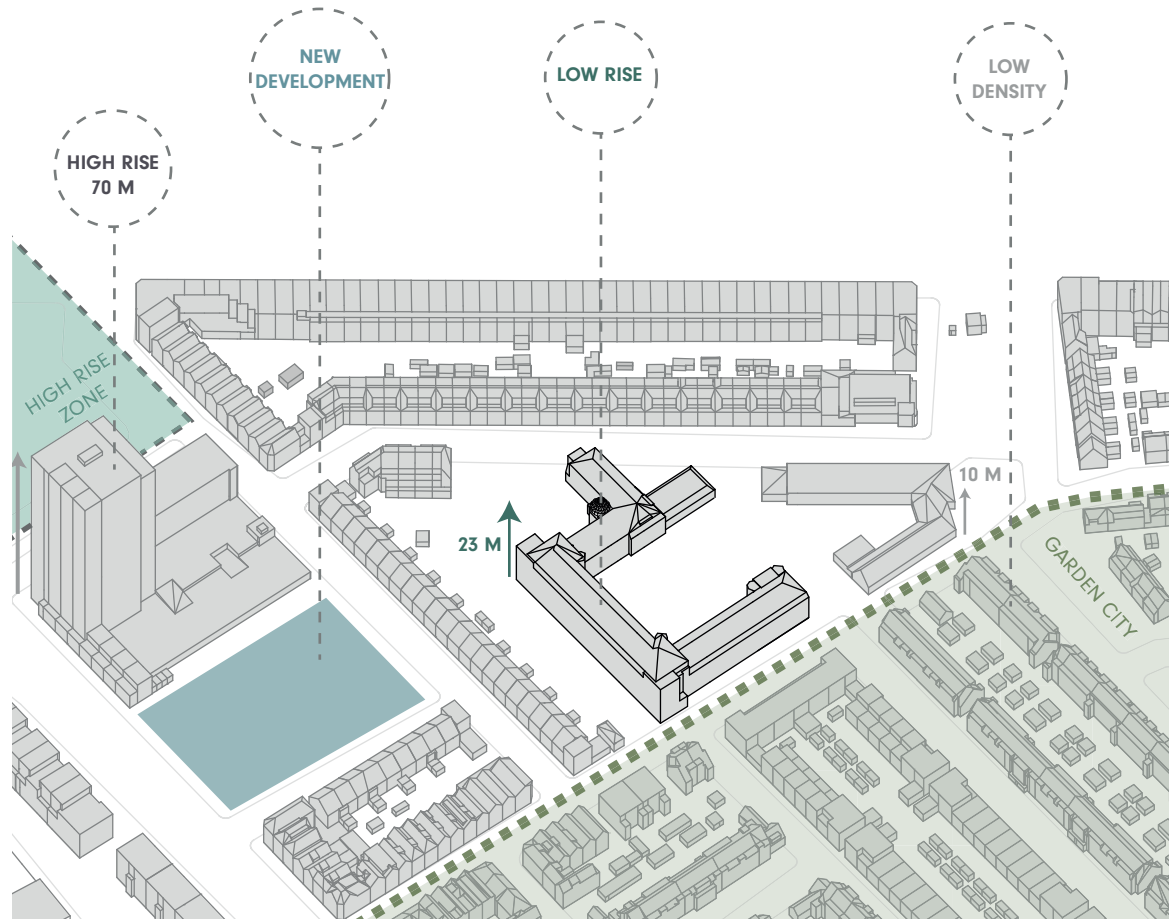 NEW
DEVELOPMENT
LOW RISE
LOW
DENSITY
HIGH RISE
70 M
HIGH RISE
ZONE
10 M
23 M
GARDEN CITY